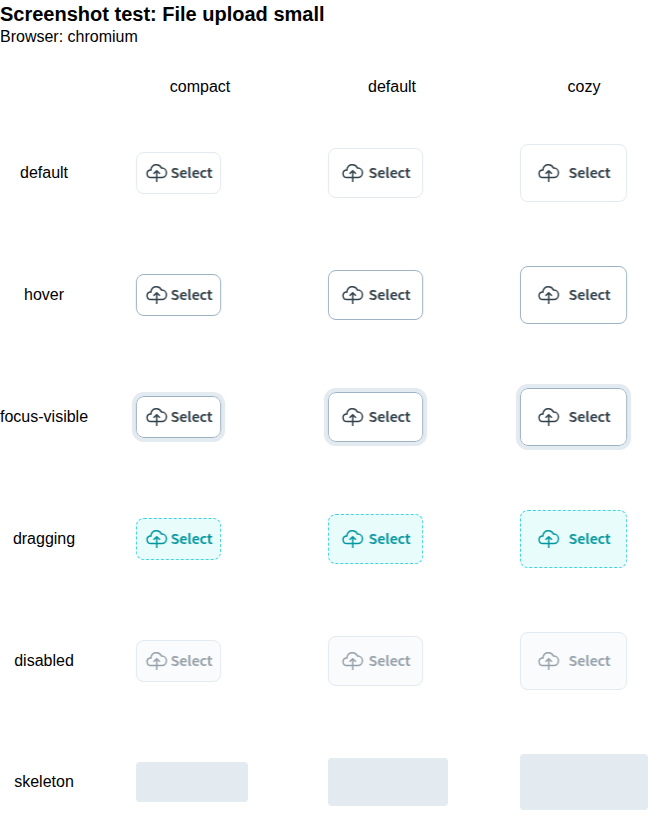 Screenshot test: File upload small
Browser: chromium
compact default cozy
default Select Select Select
hover Select Select Select
focus-visible Select Select Select
dragging Select Select Select
disabled Select Select Select
skeleton